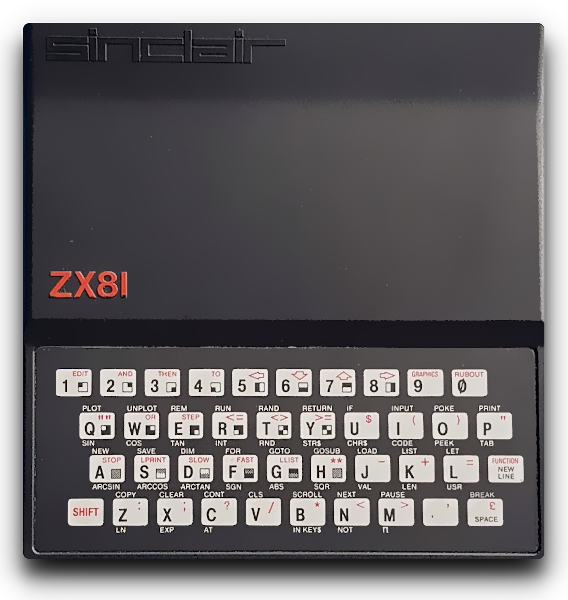 sinclair
ZX81
EDIT AND THEN TO GRAPHICS RUBOUT
1 2 3 4 5 6 7 8 9 0
PLOT UNPLOT REM RUN RAND RETURN IF INPUT POKE PRINT
"" OR STEP <= <> >= $ ( ) "
Q W E R T Y U I O P
SIN COS TAN INT RND STR$ CHR$ CODE PEEK TAB
NEW SAVE DIM FOR GOTO GOSUB LOAD LIST LET
STOP LPRINT SLOW FAST LLIST ** - + = FUNCTION
A S D F G H J K L NEW LINE
ARCSIN ARCCOS ARCTAN SGN ABS SQR VAL LEN USR
COPY CLEAR CONT CLS SCROLL NEXT PAUSE BREAK
: ; ? / * < > , £
SHIFT Z X C V B N M . SPACE
LN EXP AT INKEY$ NOT π